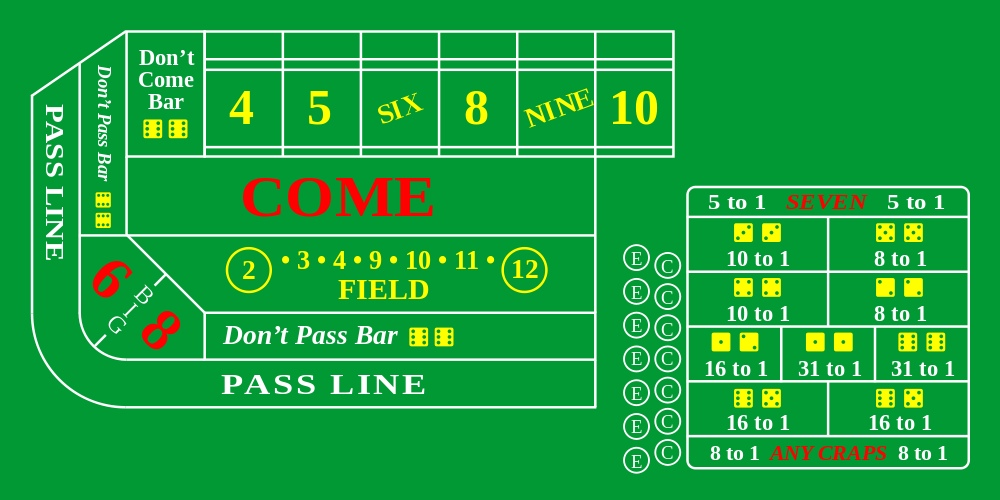 Don’t
Come
Bar
4 5 SIX 8 NINE 10
Don’t Pass Bar
PASS LINE
COME
2 • 3 • 4 • 9 • 10 • 11 • 12
FIELD
6 8
BIG
Don’t Pass Bar
PASS LINE
E C
E C
E C
E C
E C
E C
E C
5 to 1 SEVEN 5 to 1
10 to 1 8 to 1
10 to 1 8 to 1
16 to 1 31 to 1 31 to 1
16 to 1 16 to 1
8 to 1 ANY CRAPS 8 to 1